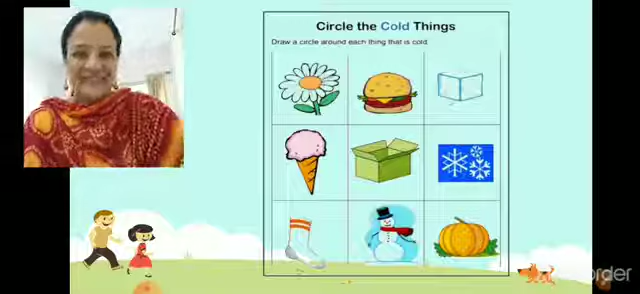 Circle the Cold Things
Draw a circle around each thing that is cold.